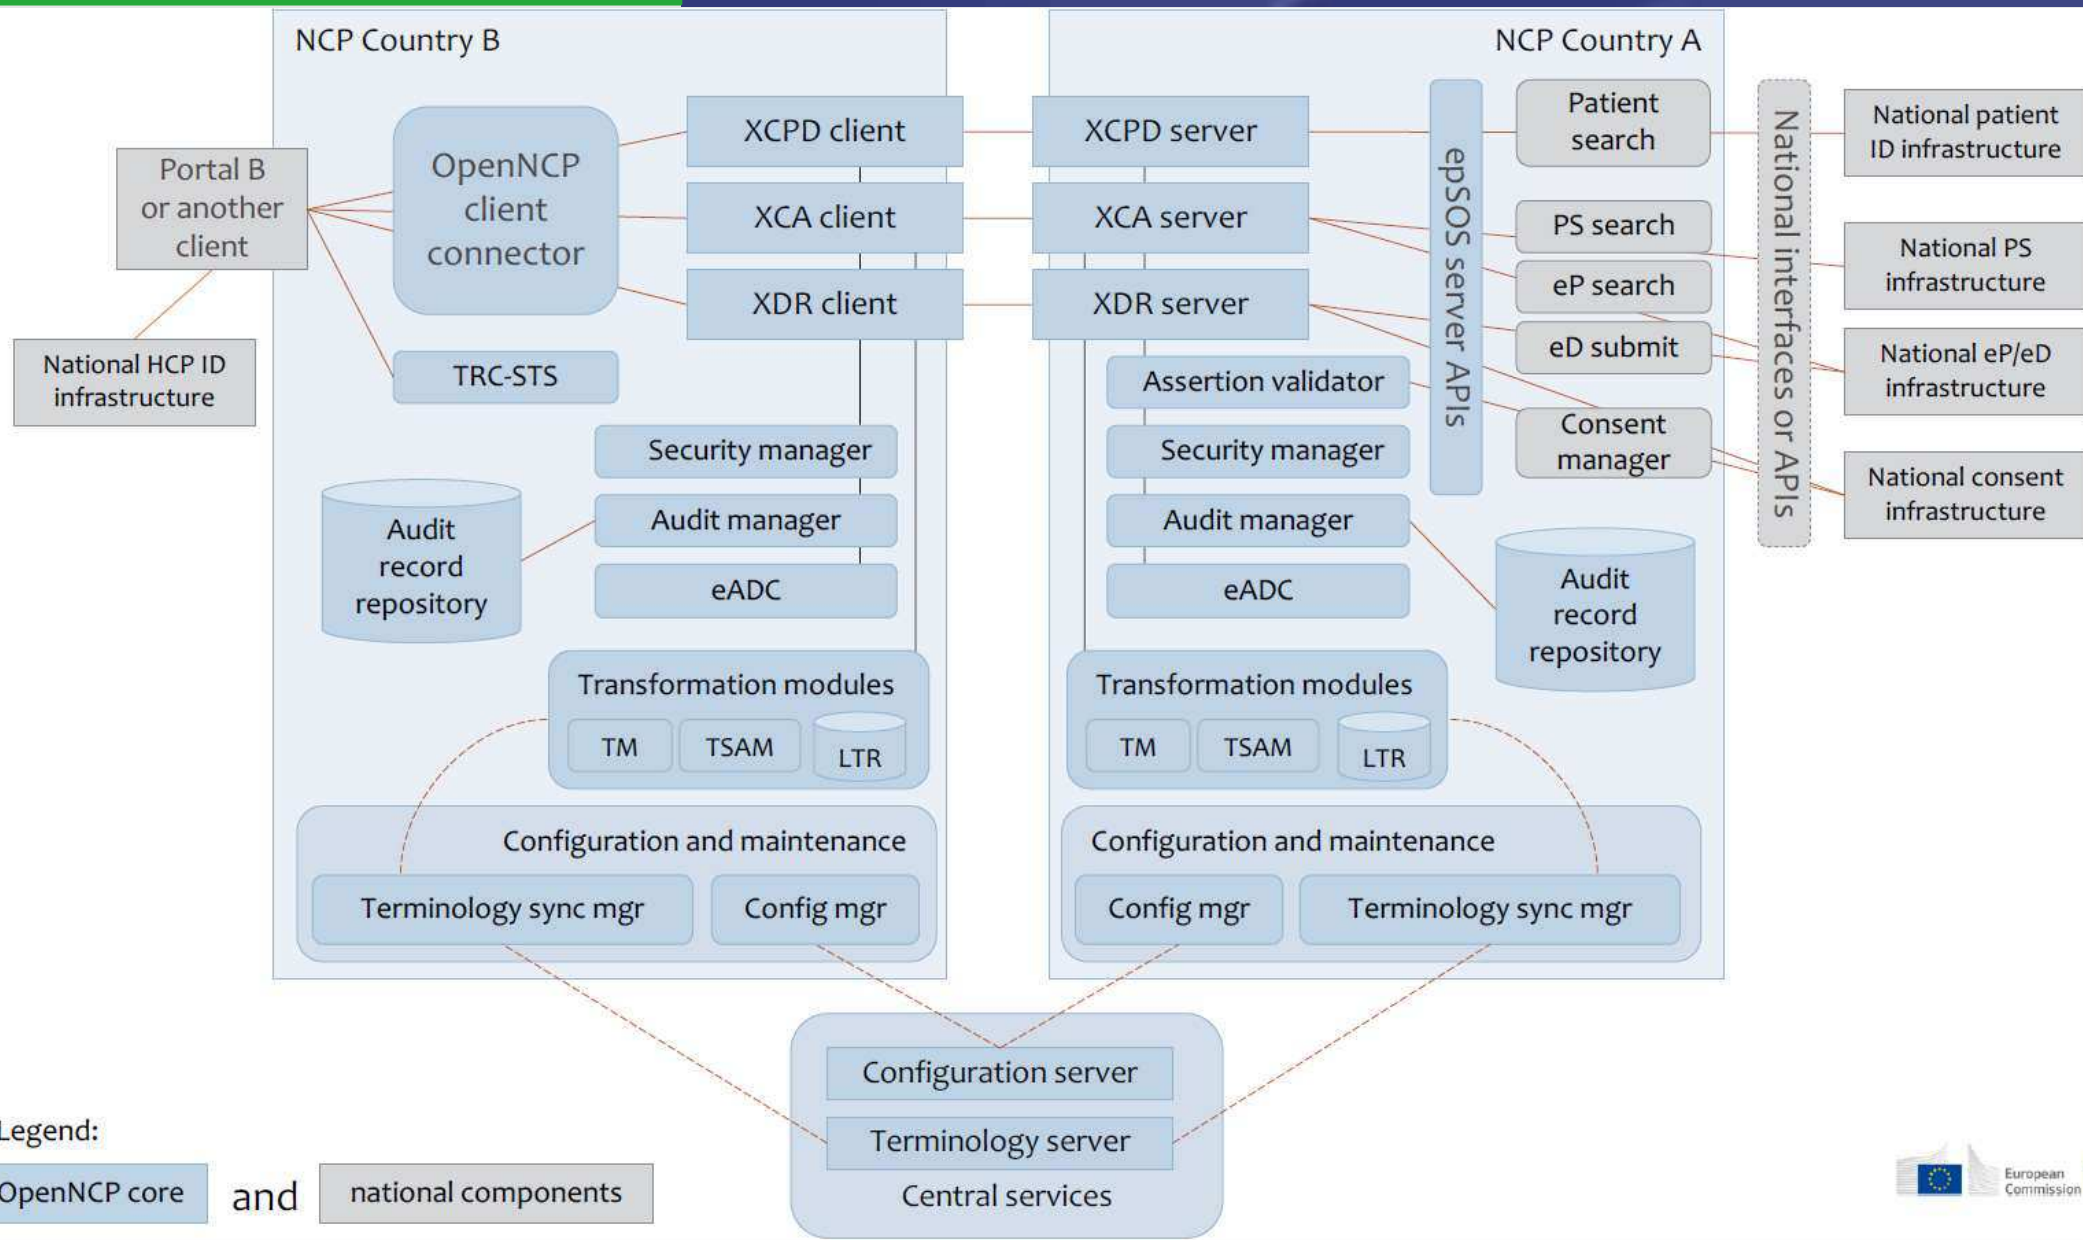 NCP Country B
NCP Country A
Portal B
or another
client
National HCP ID
infrastructure
OpenNCP
client
connector
TRC-STS
XCPD client
XCA client
XDR client
XCPD server
XCA server
XDR server
epSOS server APIs
Patient
search
PS search
eP search
eD submit
Consent
manager
National interfaces or APIs
National patient
ID infrastructure
National PS
infrastructure
National eP/eD
infrastructure
National consent
infrastructure
Security manager
Audit manager
eADC
Audit
record
repository
Assertion validator
Security manager
Audit manager
eADC
Audit
record
repository
Transformation modules
TM
TSAM
LTR
Transformation modules
TM
TSAM
LTR
Configuration and maintenance
Terminology sync mgr
Config mgr
Configuration and maintenance
Config mgr
Terminology sync mgr
Configuration server
Terminology server
Central services
Legend:
OpenNCP core
and
national components
European
Commission